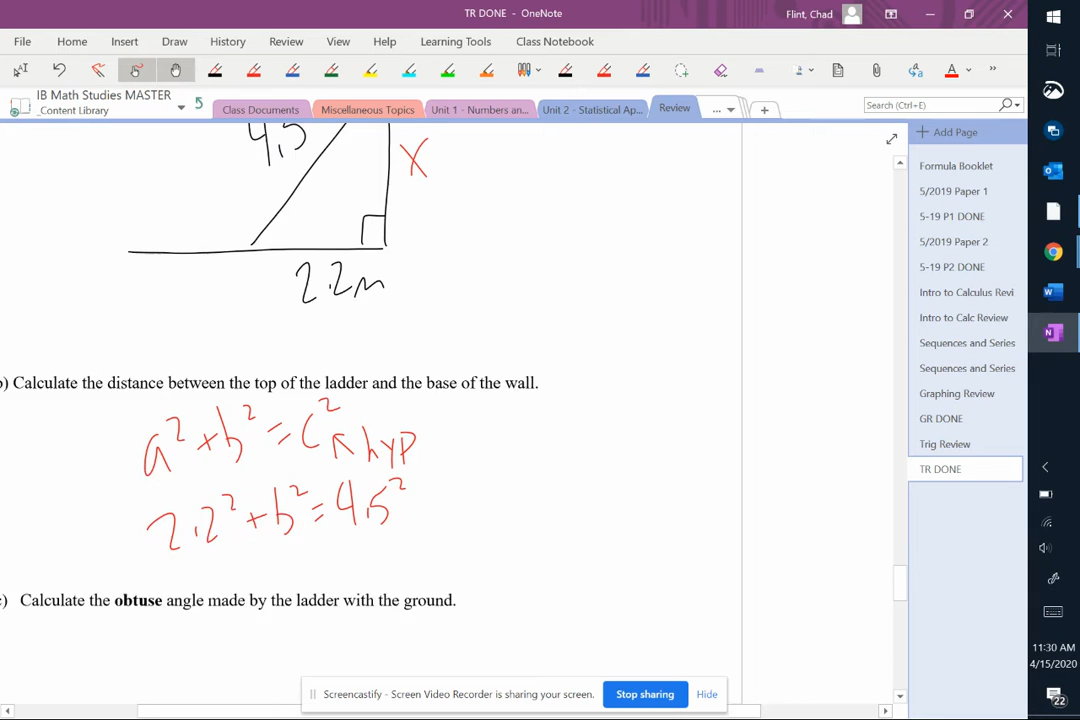 TR DONE - OneNote
Flint, Chad
File Home Insert Draw History Review View Help Learning Tools Class Notebook
IB Math Studies MASTER
_Content Library
Class Documents Miscellaneous Topics Unit 1 - Numbers an... Unit 2 - Statistical Ap... Review ... + Search (Ctrl+E)
Add Page
Formula Booklet
5/2019 Paper 1
5-19 P1 DONE
5/2019 Paper 2
5-19 P2 DONE
Intro to Calculus Revi
Intro to Calc Review
Sequences and Series
Sequences and Series
Graphing Review
GR DONE
Trig Review
TR DONE
4.5
X
2.2m
b) Calculate the distance between the top of the ladder and the base of the wall.
a² + b² = c² ↖ hyp
2.2² + b² = 4.5²
c) Calculate the obtuse angle made by the ladder with the ground.
Screencastify - Screen Video Recorder is sharing your screen. Stop sharing Hide
11:30 AM
4/15/2020
22